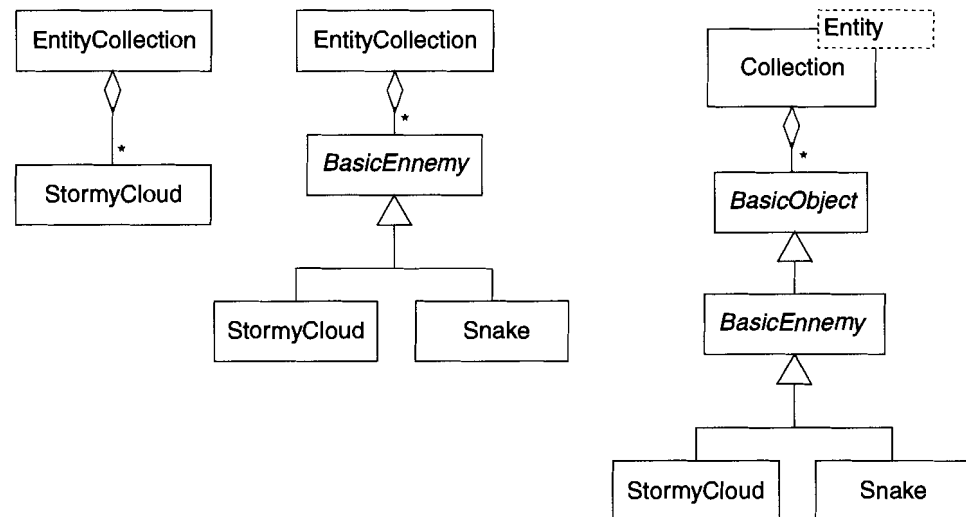 EntityCollection
*
StormyCloud
EntityCollection
*
BasicEnnemy
StormyCloud
Snake
Entity
Collection
*
BasicObject
BasicEnnemy
StormyCloud
Snake